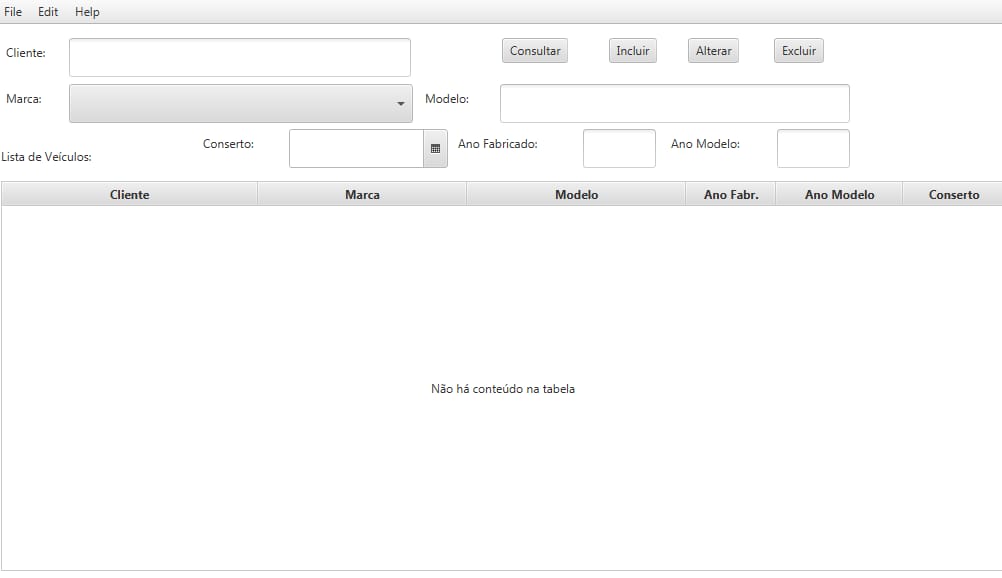 File Edit Help
Cliente: Consultar Incluir Alterar Excluir
Marca: Modelo:
Conserto: Ano Fabricado: Ano Modelo:
Lista de Veículos:
Cliente Marca Modelo Ano Fabr. Ano Modelo Conserto
Não há conteúdo na tabela